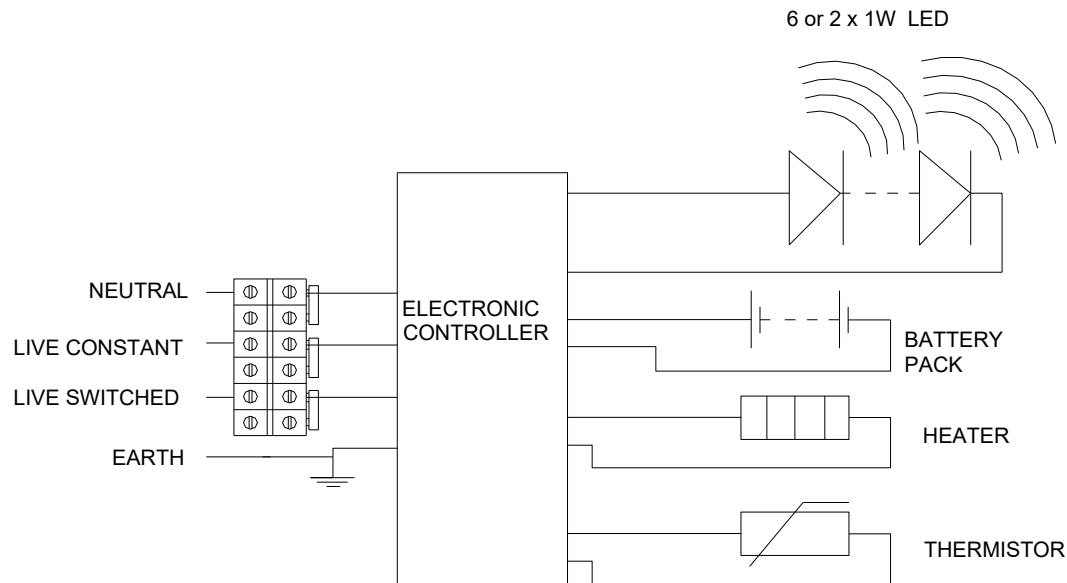 6 or 2 x 1W LED
NEUTRAL
LIVE CONSTANT
LIVE SWITCHED
EARTH
ELECTRONIC
CONTROLLER
BATTERY
PACK
HEATER
THERMISTOR